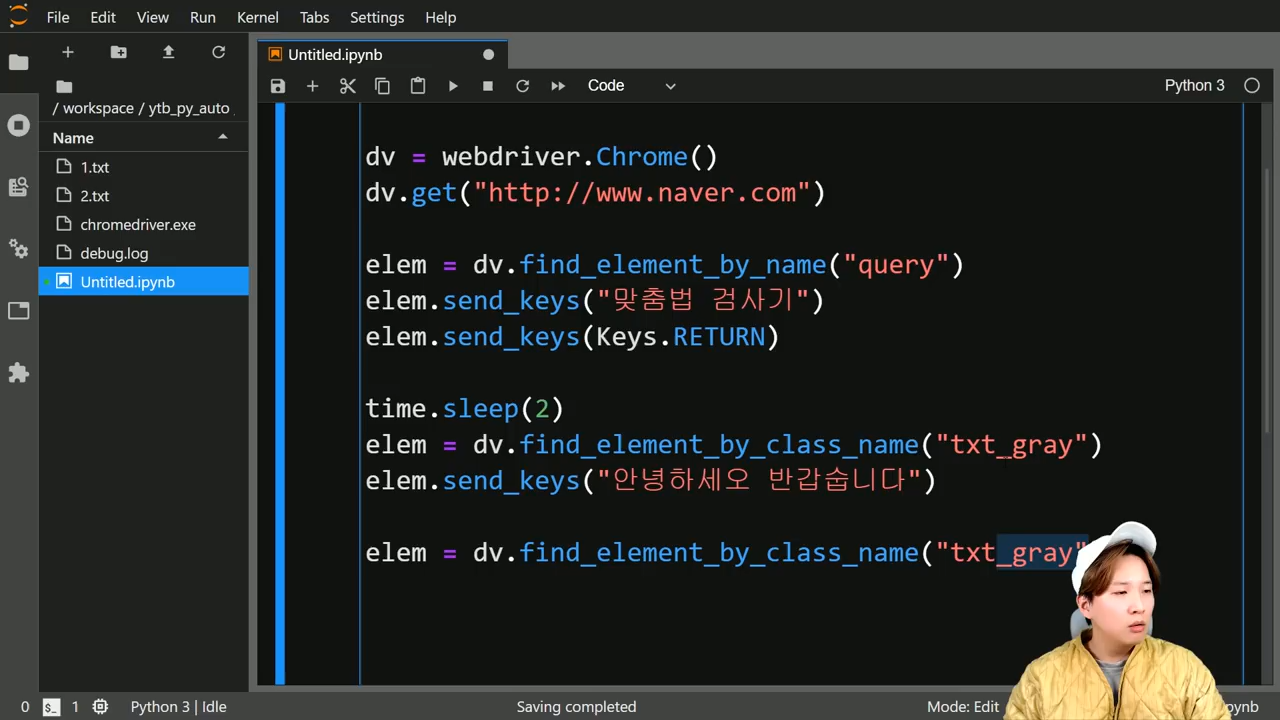 File Edit View Run Kernel Tabs Settings Help
Untitled.ipynb
Code
Python 3
/ workspace / ytb_py_auto
Name
1.txt
2.txt
chromedriver.exe
debug.log
Untitled.ipynb
dv = webdriver.Chrome()
dv.get("http://www.naver.com")
elem = dv.find_element_by_name("query")
elem.send_keys("맞춤법 검사기")
elem.send_keys(Keys.RETURN)
time.sleep(2)
elem = dv.find_element_by_class_name("txt_gray")
elem.send_keys("안녕하세오 반갑숩니다")
elem = dv.find_element_by_class_name("txt_gray"
0 $_ 1 Python 3 | Idle Saving completed Mode: Edit ipynb